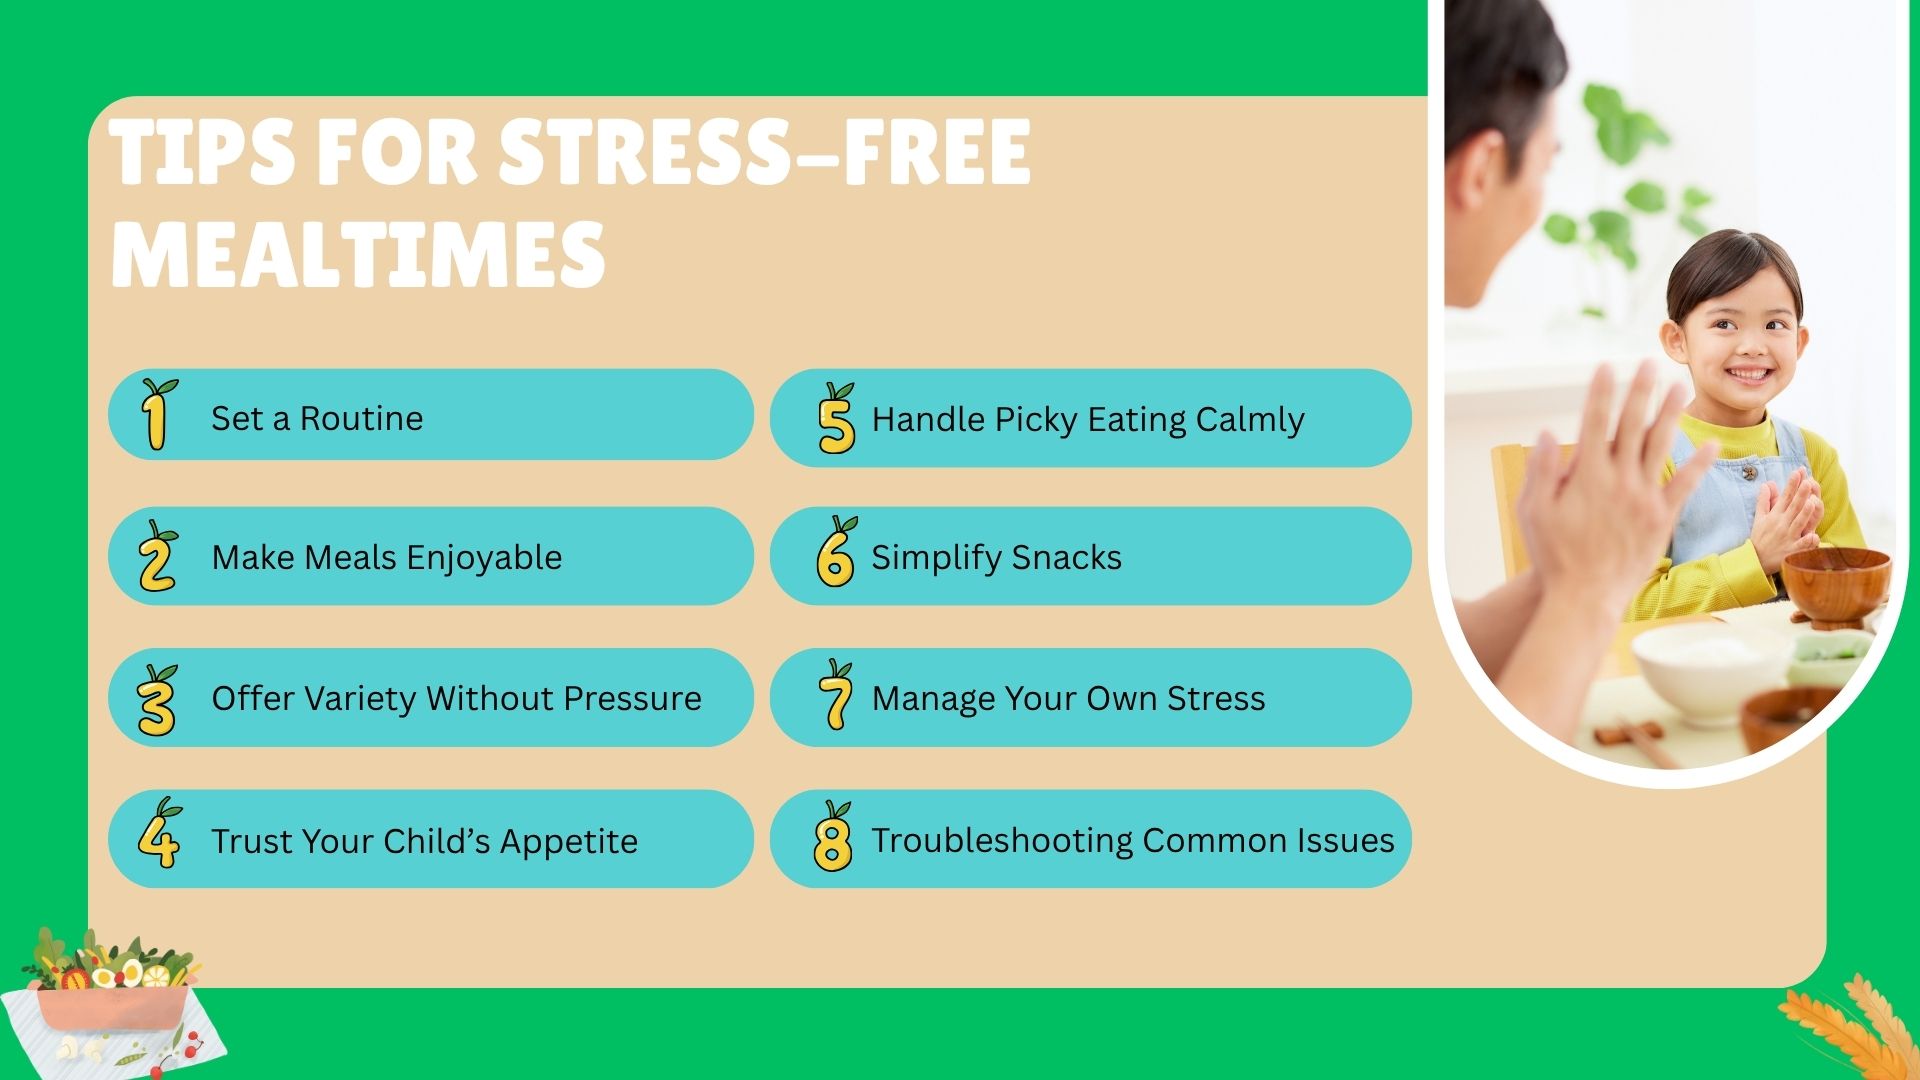 TIPS FOR STRESS-FREE
MEALTIMES
1 Set a Routine
2 Make Meals Enjoyable
3 Offer Variety Without Pressure
4 Trust Your Child’s Appetite
5 Handle Picky Eating Calmly
6 Simplify Snacks
7 Manage Your Own Stress
8 Troubleshooting Common Issues